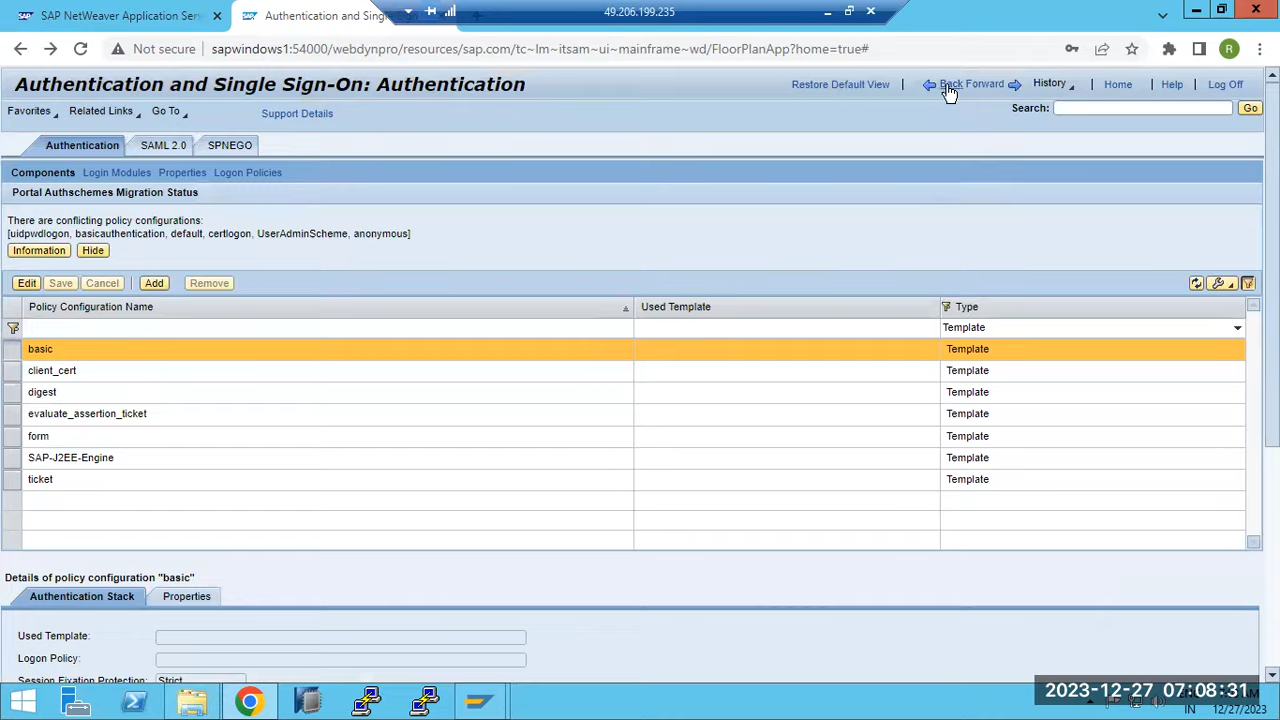 SAP NetWeaver Application Serv
Authentication and Single Sign-On
49.206.199.235
Not secure
sapwindows1:54000/webdynpro/resources/sap.com/tc~lm~itsam~ui~mainframe~wd/FloorPlanApp?home=true#
R
Authentication and Single Sign-On: Authentication
Restore Default View | Back Forward History | Home | Help | Log Off
Favorites Related Links Go To Support Details
Search: Go
Authentication SAML 2.0 SPNEGO
Components Login Modules Properties Logon Policies
Portal Authschemes Migration Status
There are conflicting policy configurations:
[uidpwdlogon, basicauthentication, default, certlogon, UserAdminScheme, anonymous]
Information Hide
Edit Save Cancel Add Remove
Policy Configuration Name Used Template Type
Template
basic Template
client_cert Template
digest Template
evaluate_assertion_ticket Template
form Template
SAP-J2EE-Engine Template
ticket Template
Details of policy configuration "basic"
Authentication Stack Properties
Used Template:
Logon Policy:
Session Fixation Protection: Strict
2023-12-27 07:08:31
IN 12/27/2023